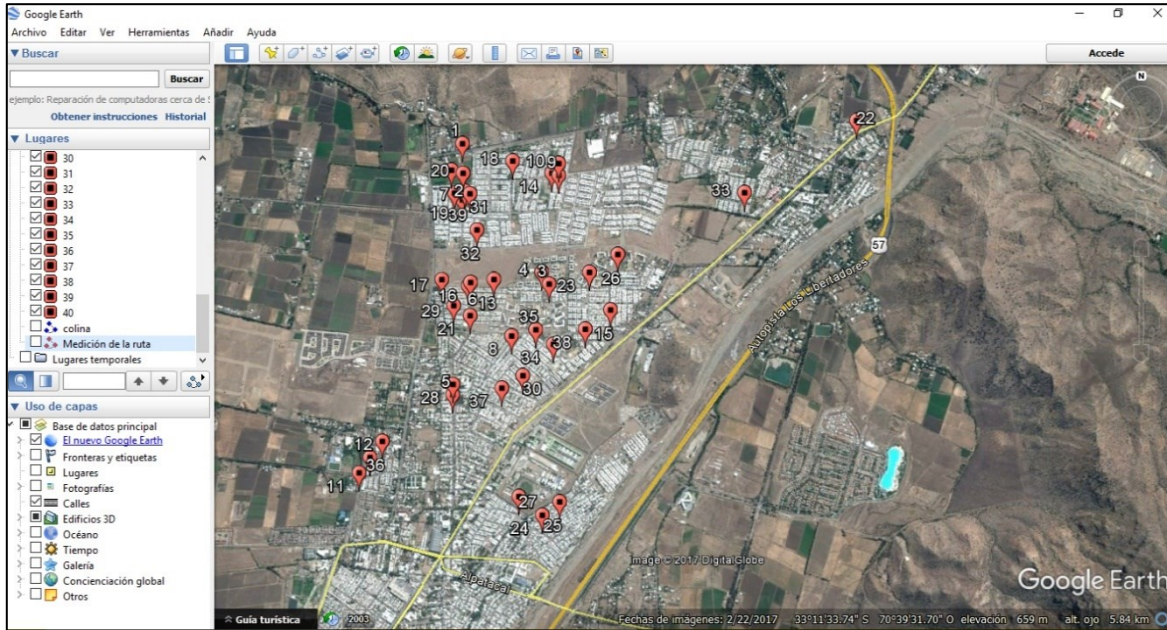 Google Earth
Archivo Editar Ver Herramientas Añadir Ayuda
▼ Buscar
Buscar
ejemplo: Reparación de computadoras cerca de
Obtener instrucciones Historial
▼ Lugares
30
31
32
33
34
35
36
37
38
39
40
colina
Medición de la ruta
Lugares temporales
▼ Uso de capas
Base de datos principal
El nuevo Google Earth
Fronteras y etiquetas
Lugares
Fotografías
Calles
Edificios 3D
Océano
Tiempo
Galería
Concienciación global
Otros
Accede
N
1
18
10 9
22
20
2
14
7
31
33
19 39
32
17
16
6
13
4
3
23
26
29
21
35
8
34
38
15
5
28
37
30
12
36
11
27
24
25
57
Autopista Los Libertadores
Image © 2017 DigitalGlobe
Google Earth
Guía turística
2003
Fechas de imágenes: 2/22/2017 33°11'33.74" S 70°39'31.70" O elevación 659 m alt. ojo 5.84 km